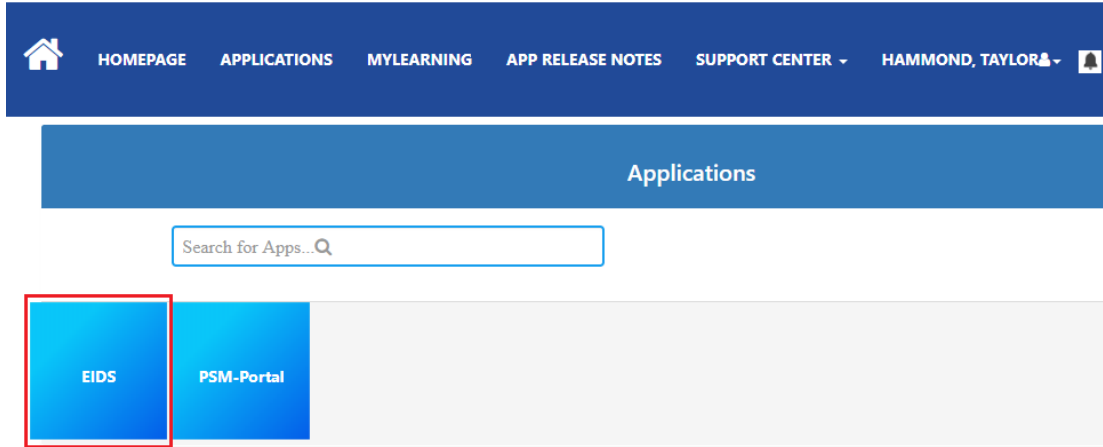 HOMEPAGE APPLICATIONS MYLEARNING APP RELEASE NOTES SUPPORT CENTER HAMMOND, TAYLOR
Applications
Search for Apps...
EIDS PSM-Portal